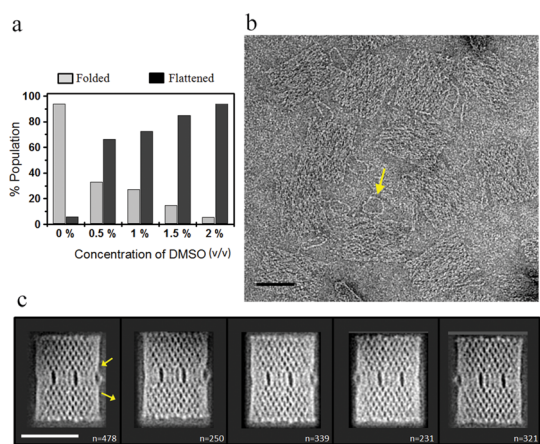 a
Folded Flattened
100
80
60
40
20
0
% Population
0 % 0.5 % 1 % 1.5 % 2 %
Concentration of DMSO (v/v)
b
c
n=478 n=250 n=339 n=231 n=321